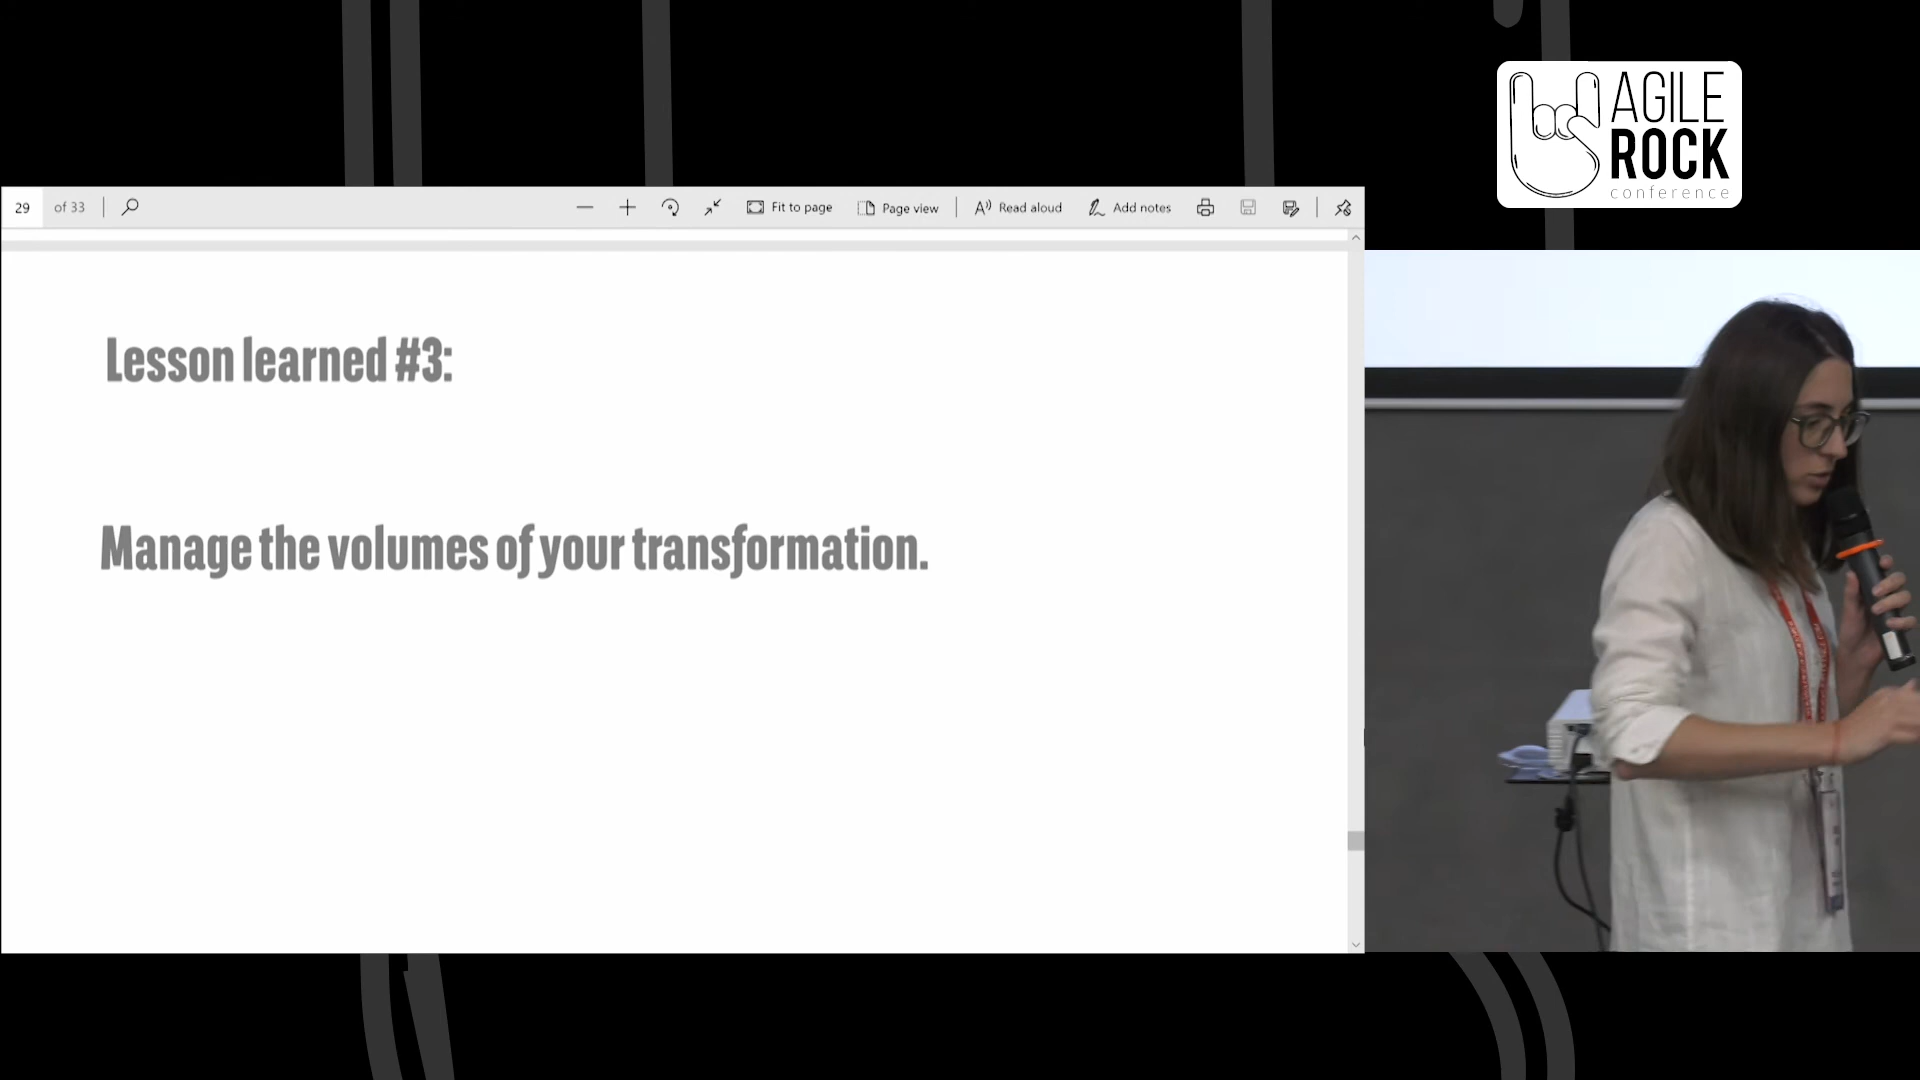 AGILE
ROCK
conference
29 of 33 Fit to page Page view Read aloud Add notes
Lesson learned #3:
Manage the volumes of your transformation.